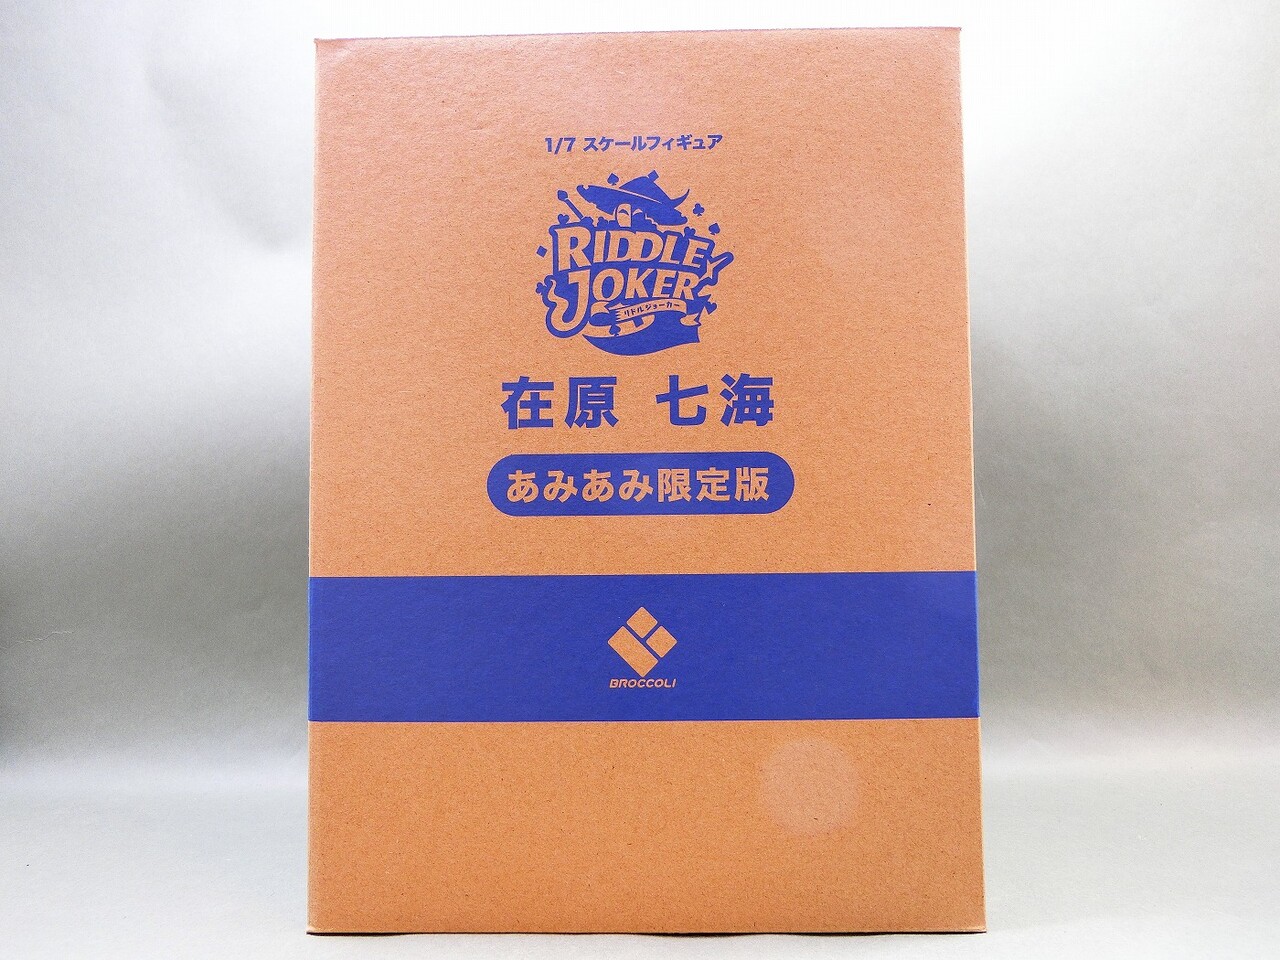 1/7 スケールフィギュア
RIDDLE
JOKER
リドルジョーカー
在原 七海
あみあみ限定版
BROCCOLI